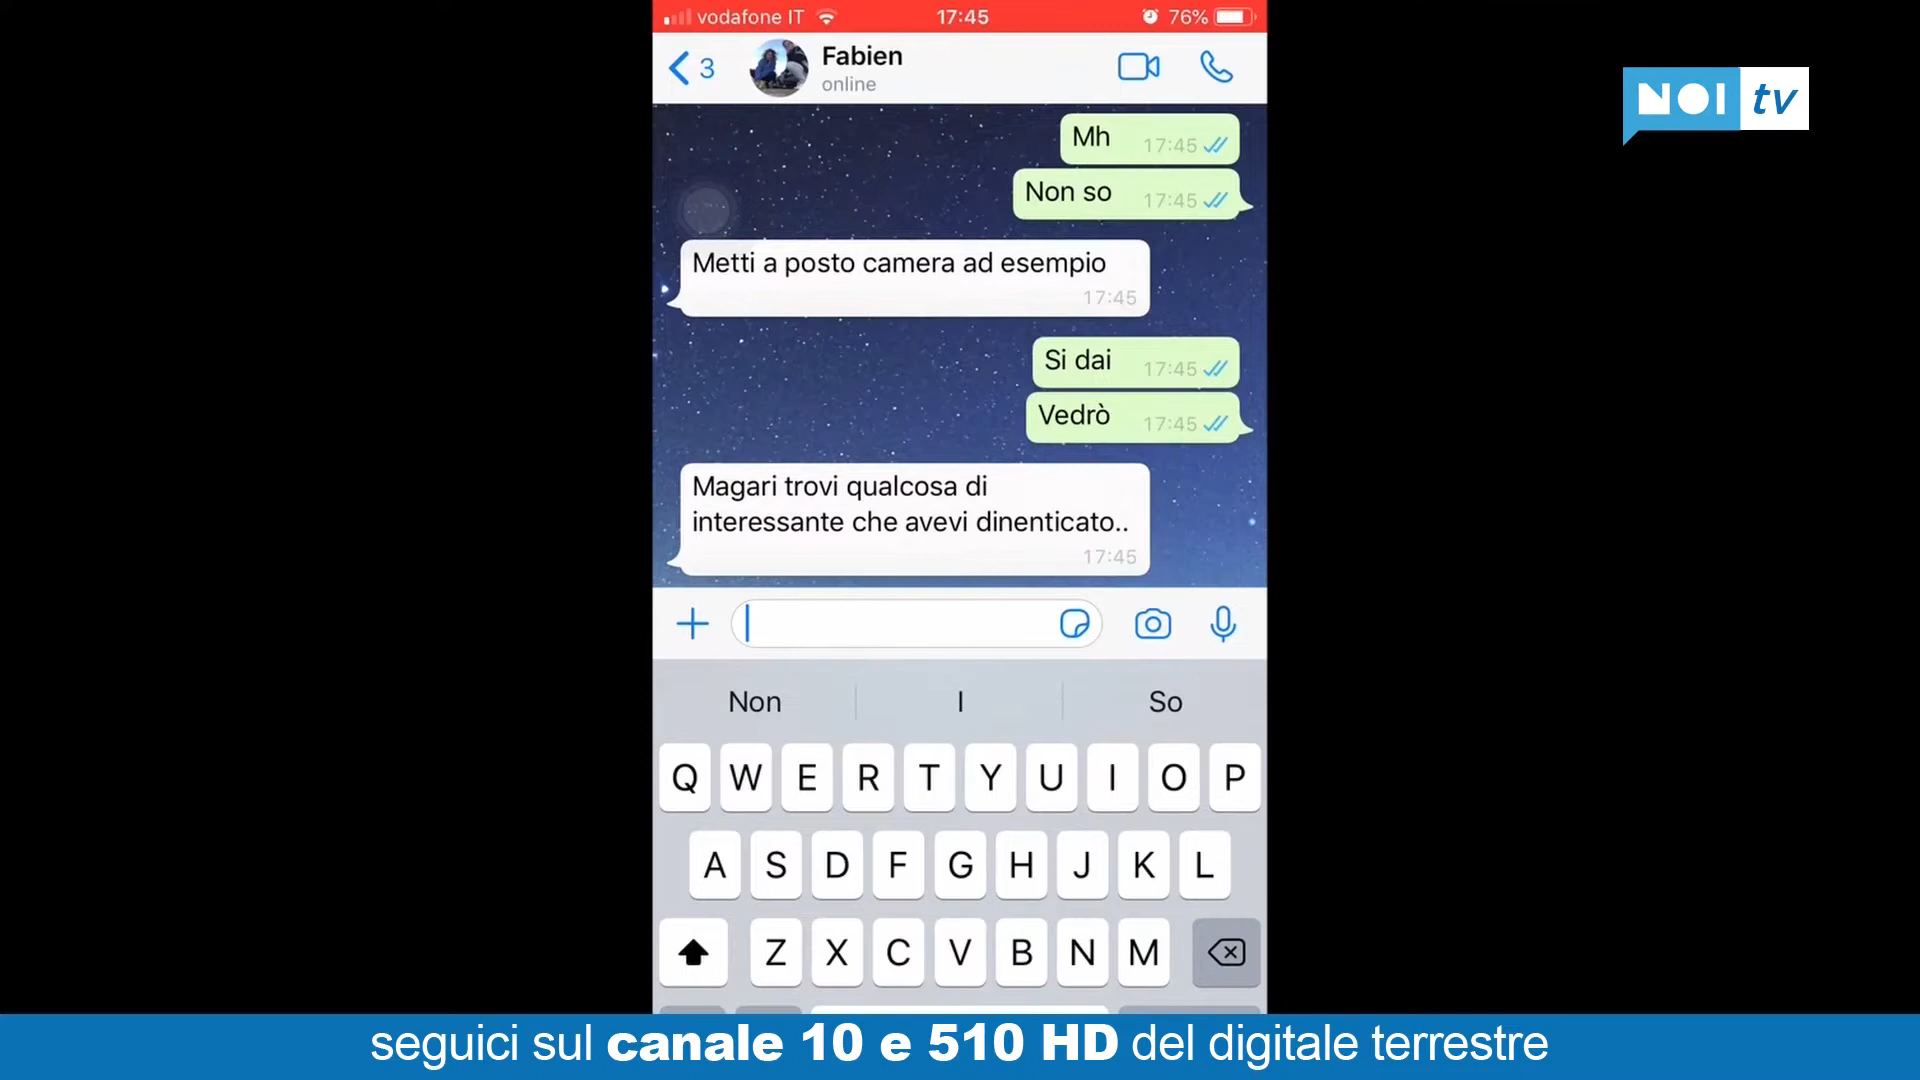 vodafone IT
17:45
76%
3
Fabien
online
NOI tv
Mh 17:45
Non so 17:45
Metti a posto camera ad esempio
17:45
Si dai 17:45
Vedrò 17:45
Magari trovi qualcosa di
interessante che avevi dinenticato..
17:45
Non I So
Q W E R T Y U I O P
A S D F G H J K L
Z X C V B N M
seguici sul canale 10 e 510 HD del digitale terrestre